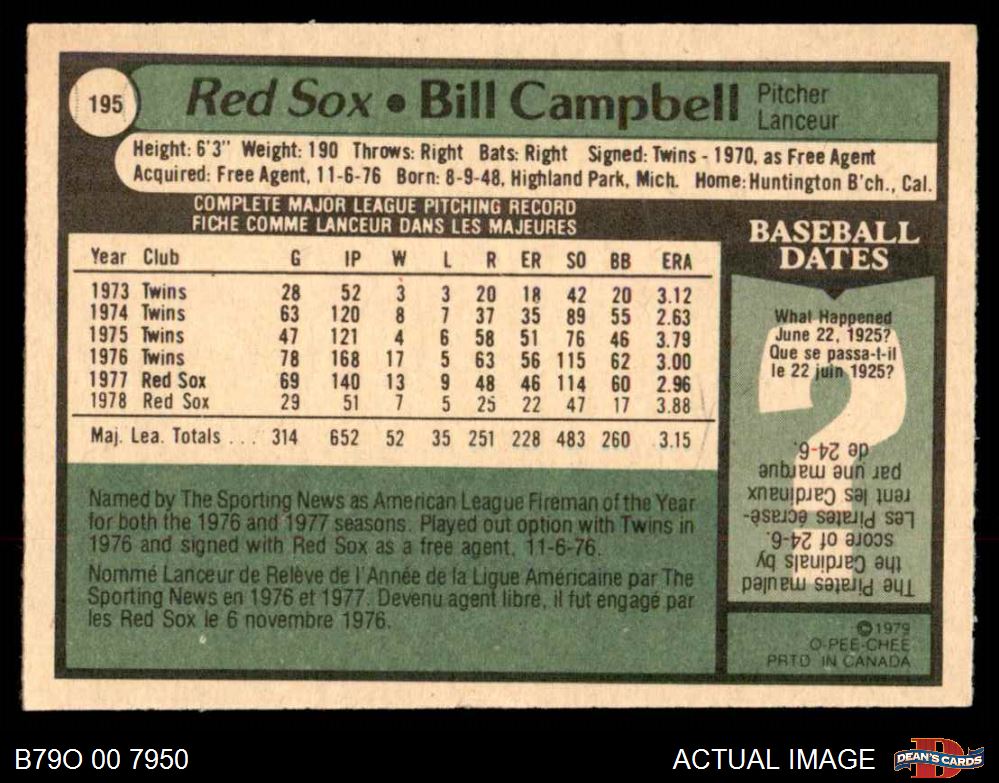 195
Red Sox • Bill Campbell
Pitcher
Lanceur
Height: 6'3" Weight: 190 Throws: Right Bats: Right Signed: Twins - 1970, as Free Agent
Acquired: Free Agent, 11-6-76 Born: 8-9-48, Highland Park, Mich. Home: Huntington B'ch., Cal.
COMPLETE MAJOR LEAGUE PITCHING RECORD
FICHE COMME LANCEUR DANS LES MAJEURES
Year Club G IP W L R ER SO BB ERA
1973 Twins 28 52 3 3 20 18 42 20 3.12
1974 Twins 63 120 8 7 37 35 89 55 2.63
1975 Twins 47 121 4 6 58 51 76 46 3.79
1976 Twins 78 168 17 5 63 56 115 62 3.00
1977 Red Sox 69 140 13 9 48 46 114 60 2.96
1978 Red Sox 29 51 7 5 25 22 47 17 3.88
Maj. Lea. Totals ... 314 652 52 35 251 228 483 260 3.15
Named by The Sporting News as American League Fireman of the Year
for both the 1976 and 1977 seasons. Played out option with Twins in
1976 and signed with Red Sox as a free agent, 11-6-76.
Nommé Lanceur de Relève de l'Année de la Ligue Américaine par The
Sporting News en 1976 et 1977. Devenu agent libre, il fut engagé par
les Red Sox le 6 novembre 1976.
BASEBALL
DATES
What Happened
June 22, 1925?
Que se passa-t-il
le 22 juin 1925?
The Pirates mauled
the Cardinals by
score of 24-6.
Les Pirates écrasè-
rent les Cardinaux
par une marque
de 24-6.
©1979
O-PEE-CHEE
PRTD IN CANADA
B79O 00 7950
ACTUAL IMAGE
D
DEAN'S CARDS